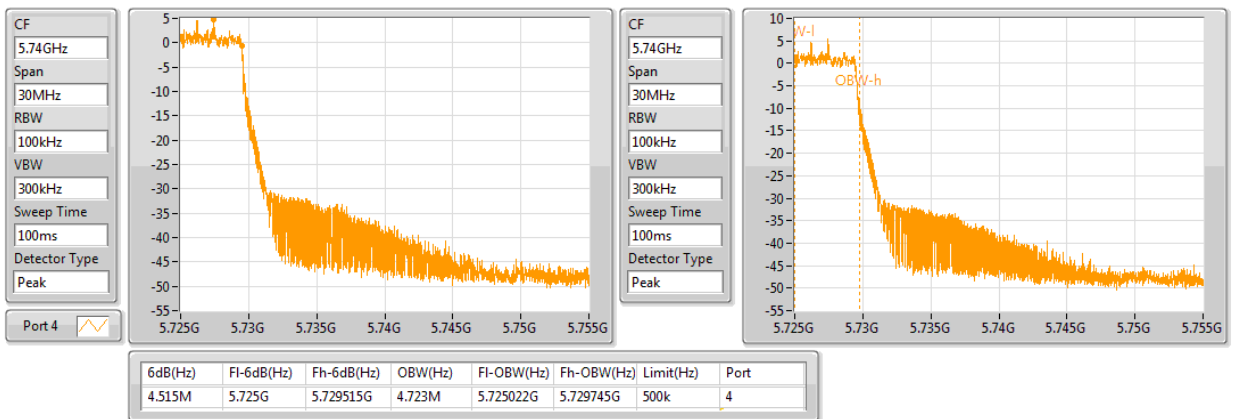 CF
5.74GHz
Span
30MHz
RBW
100kHz
VBW
300kHz
Sweep Time
100ms
Detector Type
Peak
Port 4
5
0
-5
-10
-15
-20
-25
-30
-35
-40
-45
-50
-55
5.725G 5.73G 5.735G 5.74G 5.745G 5.75G 5.755G
CF
5.74GHz
Span
30MHz
RBW
100kHz
VBW
300kHz
Sweep Time
100ms
Detector Type
Peak
10
5
0
-5
-10
-15
-20
-25
-30
-35
-40
-45
-50
-55
W-l
OBW-h
5.725G 5.73G 5.735G 5.74G 5.745G 5.75G 5.755G
6dB(Hz) Fl-6dB(Hz) Fh-6dB(Hz) OBW(Hz) Fl-OBW(Hz) Fh-OBW(Hz) Limit(Hz) Port
4.515M 5.725G 5.729515G 4.723M 5.725022G 5.729745G 500k 4